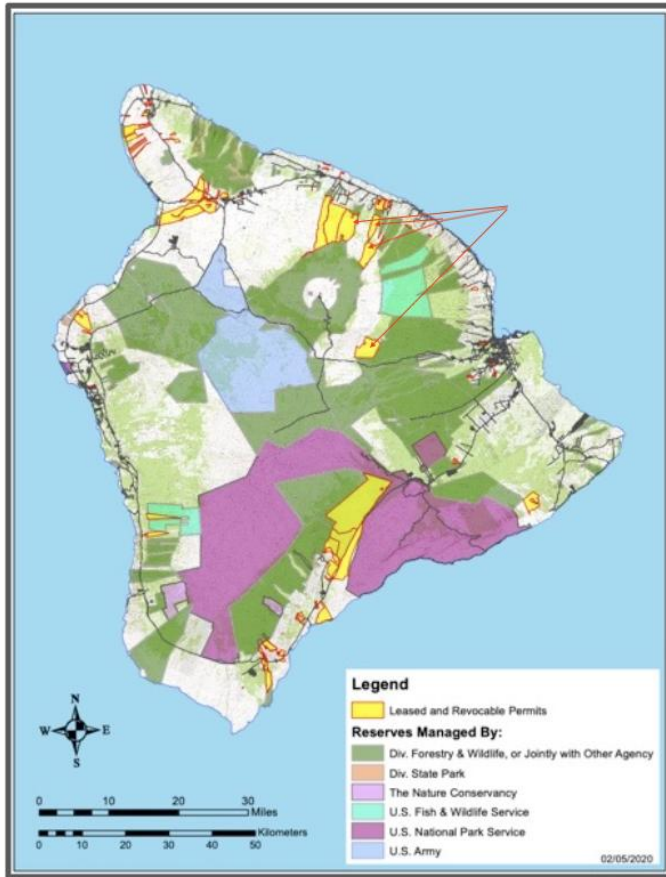 N
W E
S
0 10 20 30
Miles
Kilometers
0 10 20 30 40 50
Legend
Leased and Revocable Permits
Reserves Managed By:
Div. Forestry & Wildlife, or Jointly with Other Agency
Div. State Park
The Nature Conservancy
U.S. Fish & Wildlife Service
U.S. National Park Service
U.S. Army
02/05/2020